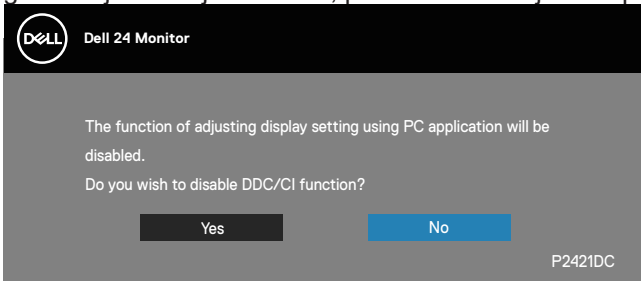 DELL
Dell 24 Monitor
The function of adjusting display setting using PC application will be
disabled.
Do you wish to disable DDC/CI function?
Yes
No
P2421DC